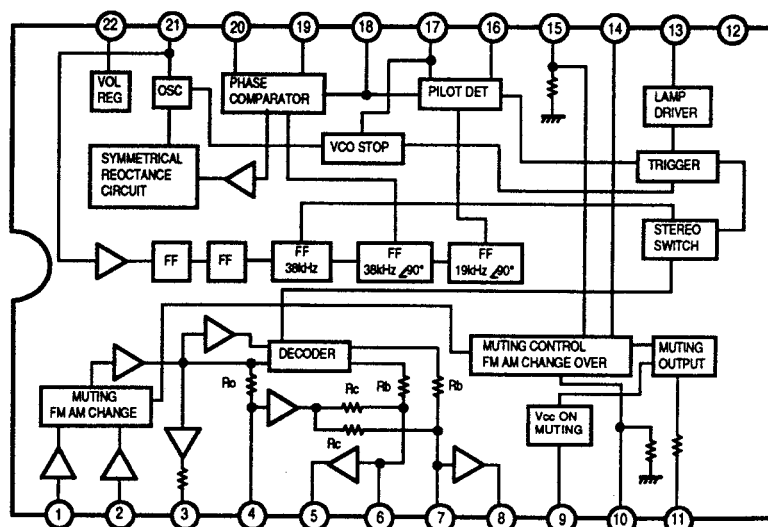 22 21 20 19 18 17 16 15 14 13 12
VOL
REG
OSC
PHASE
COMPARATOR
PILOT DET
LAMP
DRIVER
VCO STOP
TRIGGER
SYMMETRICAL
REOCTANCE
CIRCUIT
STEREO
SWITCH
FF
FF
FF
38kHz
FF
38kHz ∠90°
FF
19kHz ∠90°
DECODER
MUTING CONTROL
FM AM CHANGE OVER
MUTING
OUTPUT
MUTING
FM AM CHANGE
Ro
Rc
Rb
Rb
Rc
Vcc ON
MUTING
1 2 3 4 5 6 7 8 9 10 11